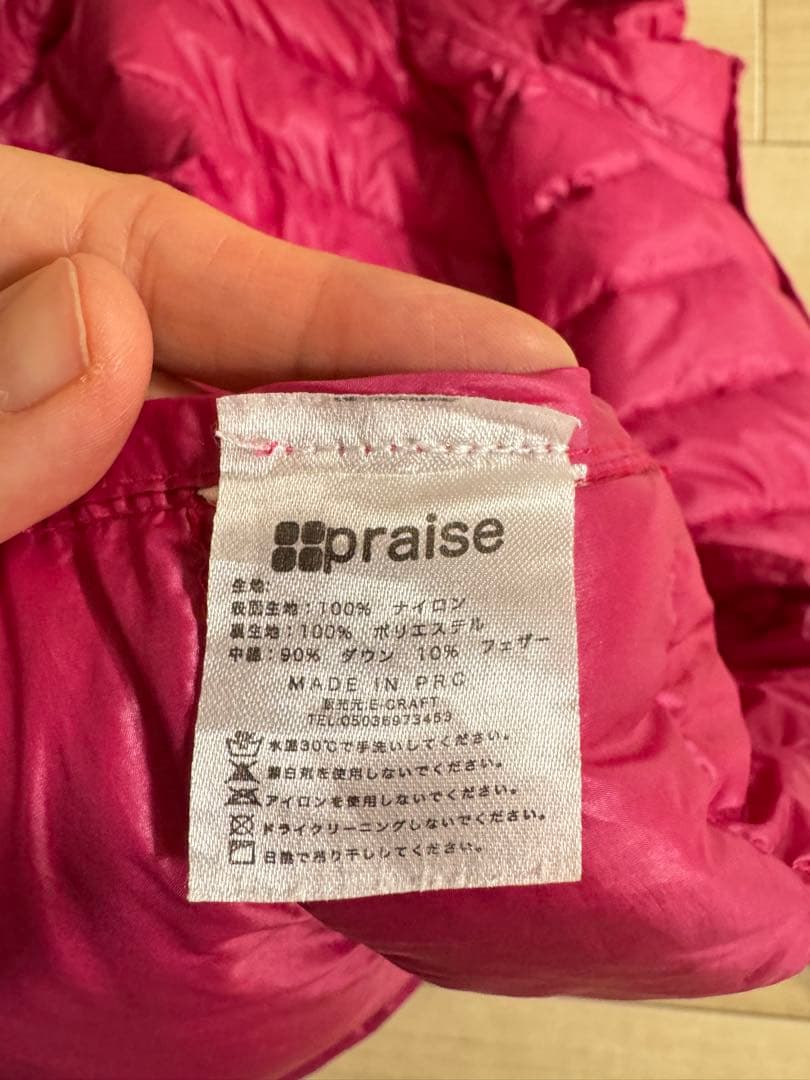 praise
生地:
表面生地:100% ナイロン
裏生地:100% ポリエステル
中綿:90% ダウン 10% フェザー
MADE IN PRC
販売元:E-CRAFT
TEL:05036973453
水温30℃で手洗いしてください。
漂白剤を使用しないでください。
アイロンを使用しないでください。
ドライクリーニングしないでください。
日陰で吊り干ししてください。